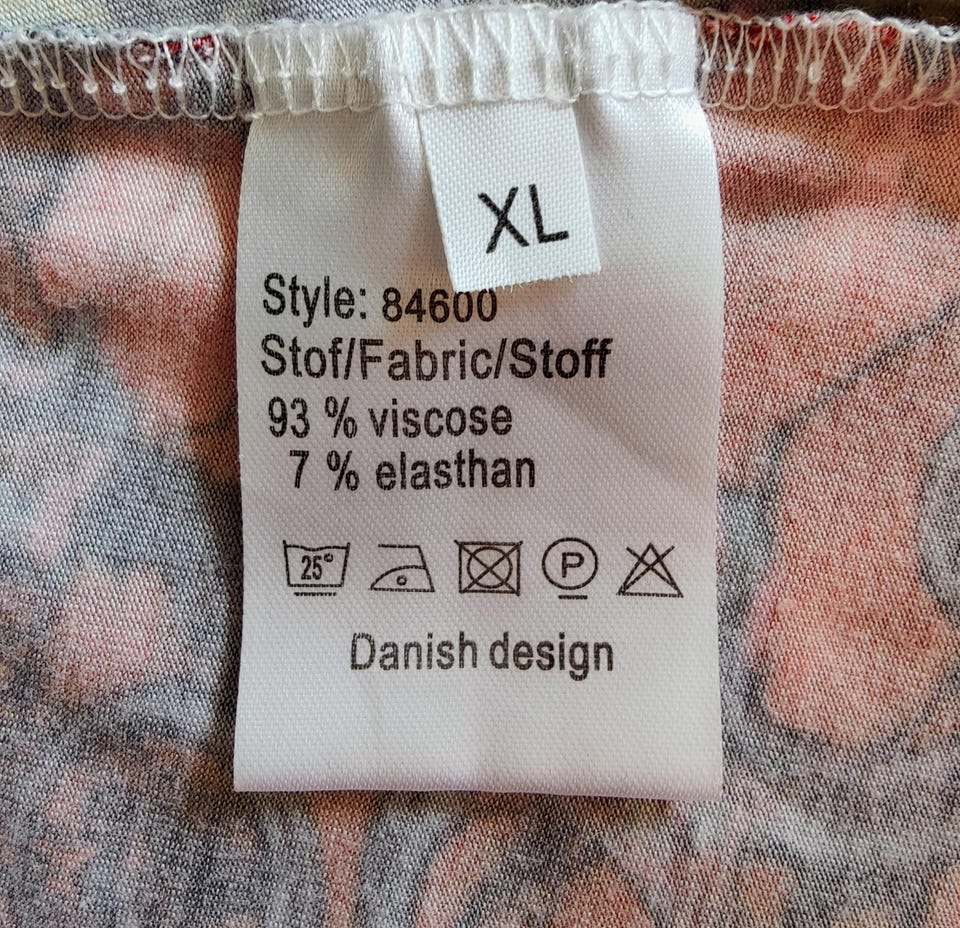 XL
Style: 84600
Stof/Fabric/Stoff
93 % viscose
7 % elasthan
25° P
Danish design